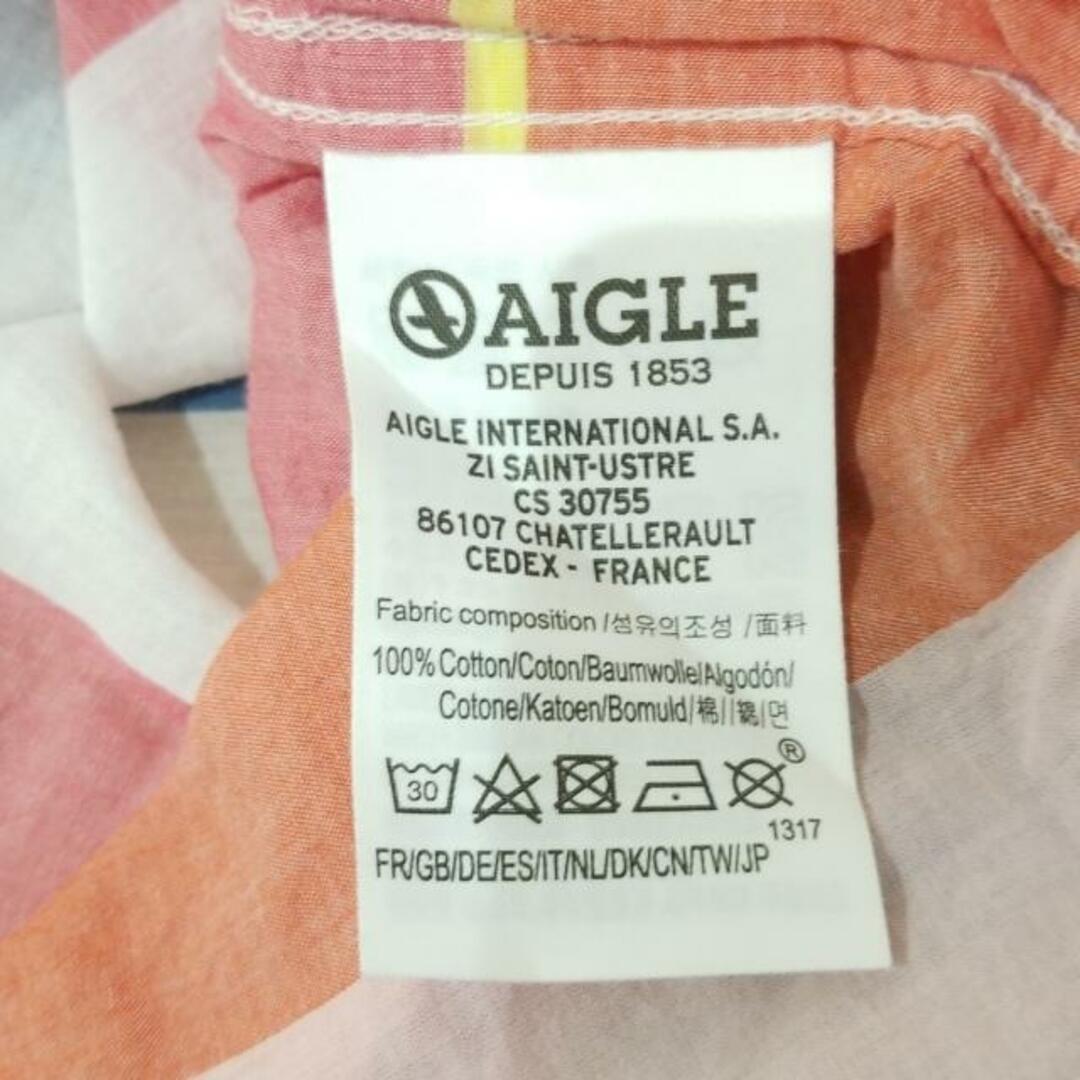 AIGLE
DEPUIS 1853
AIGLE INTERNATIONAL S.A.
ZI SAINT-USTRE
CS 30755
86107 CHATELLERAULT
CEDEX - FRANCE
Fabric composition /섬유의조성 /面料
100% Cotton/Coton/Baumwolle/Algodón/
Cotone/Katoen/Bomuld/棉//綿/면
30
®
1317
FR/GB/DE/ES/IT/NL/DK/CN/TW/JP